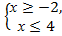 {x ≥ −2,
x ≤ 4